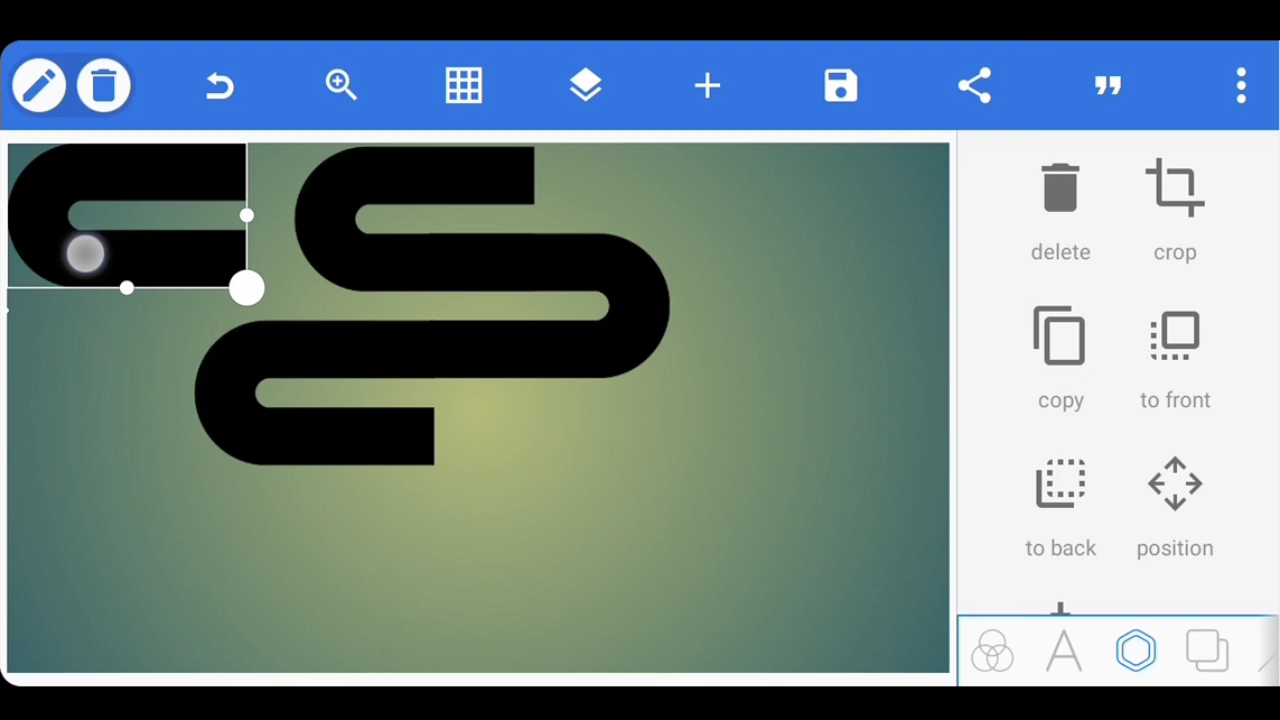 delete
crop
copy
to front
to back
position